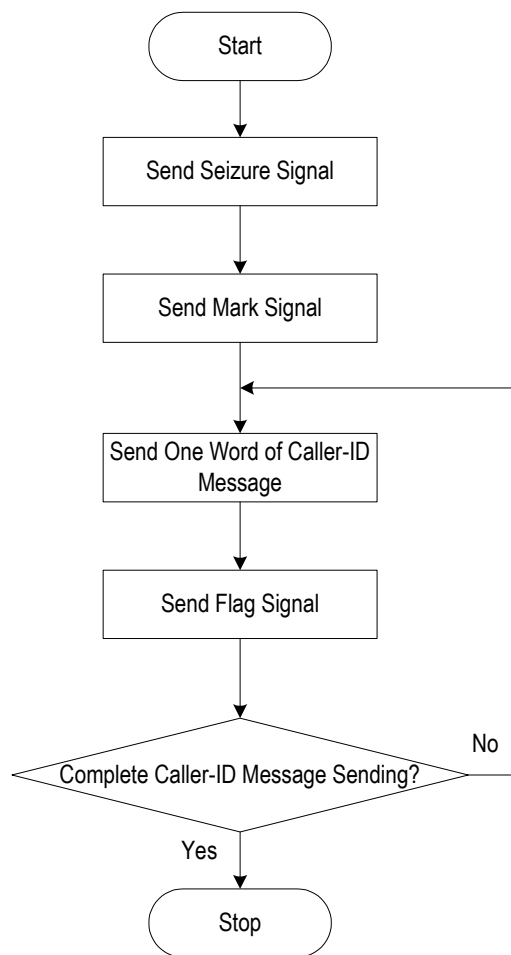 Start
Send Seizure Signal
Send Mark Signal
Send One Word of Caller-ID
Message
Send Flag Signal
Complete Caller-ID Message Sending?
No
Yes
Stop